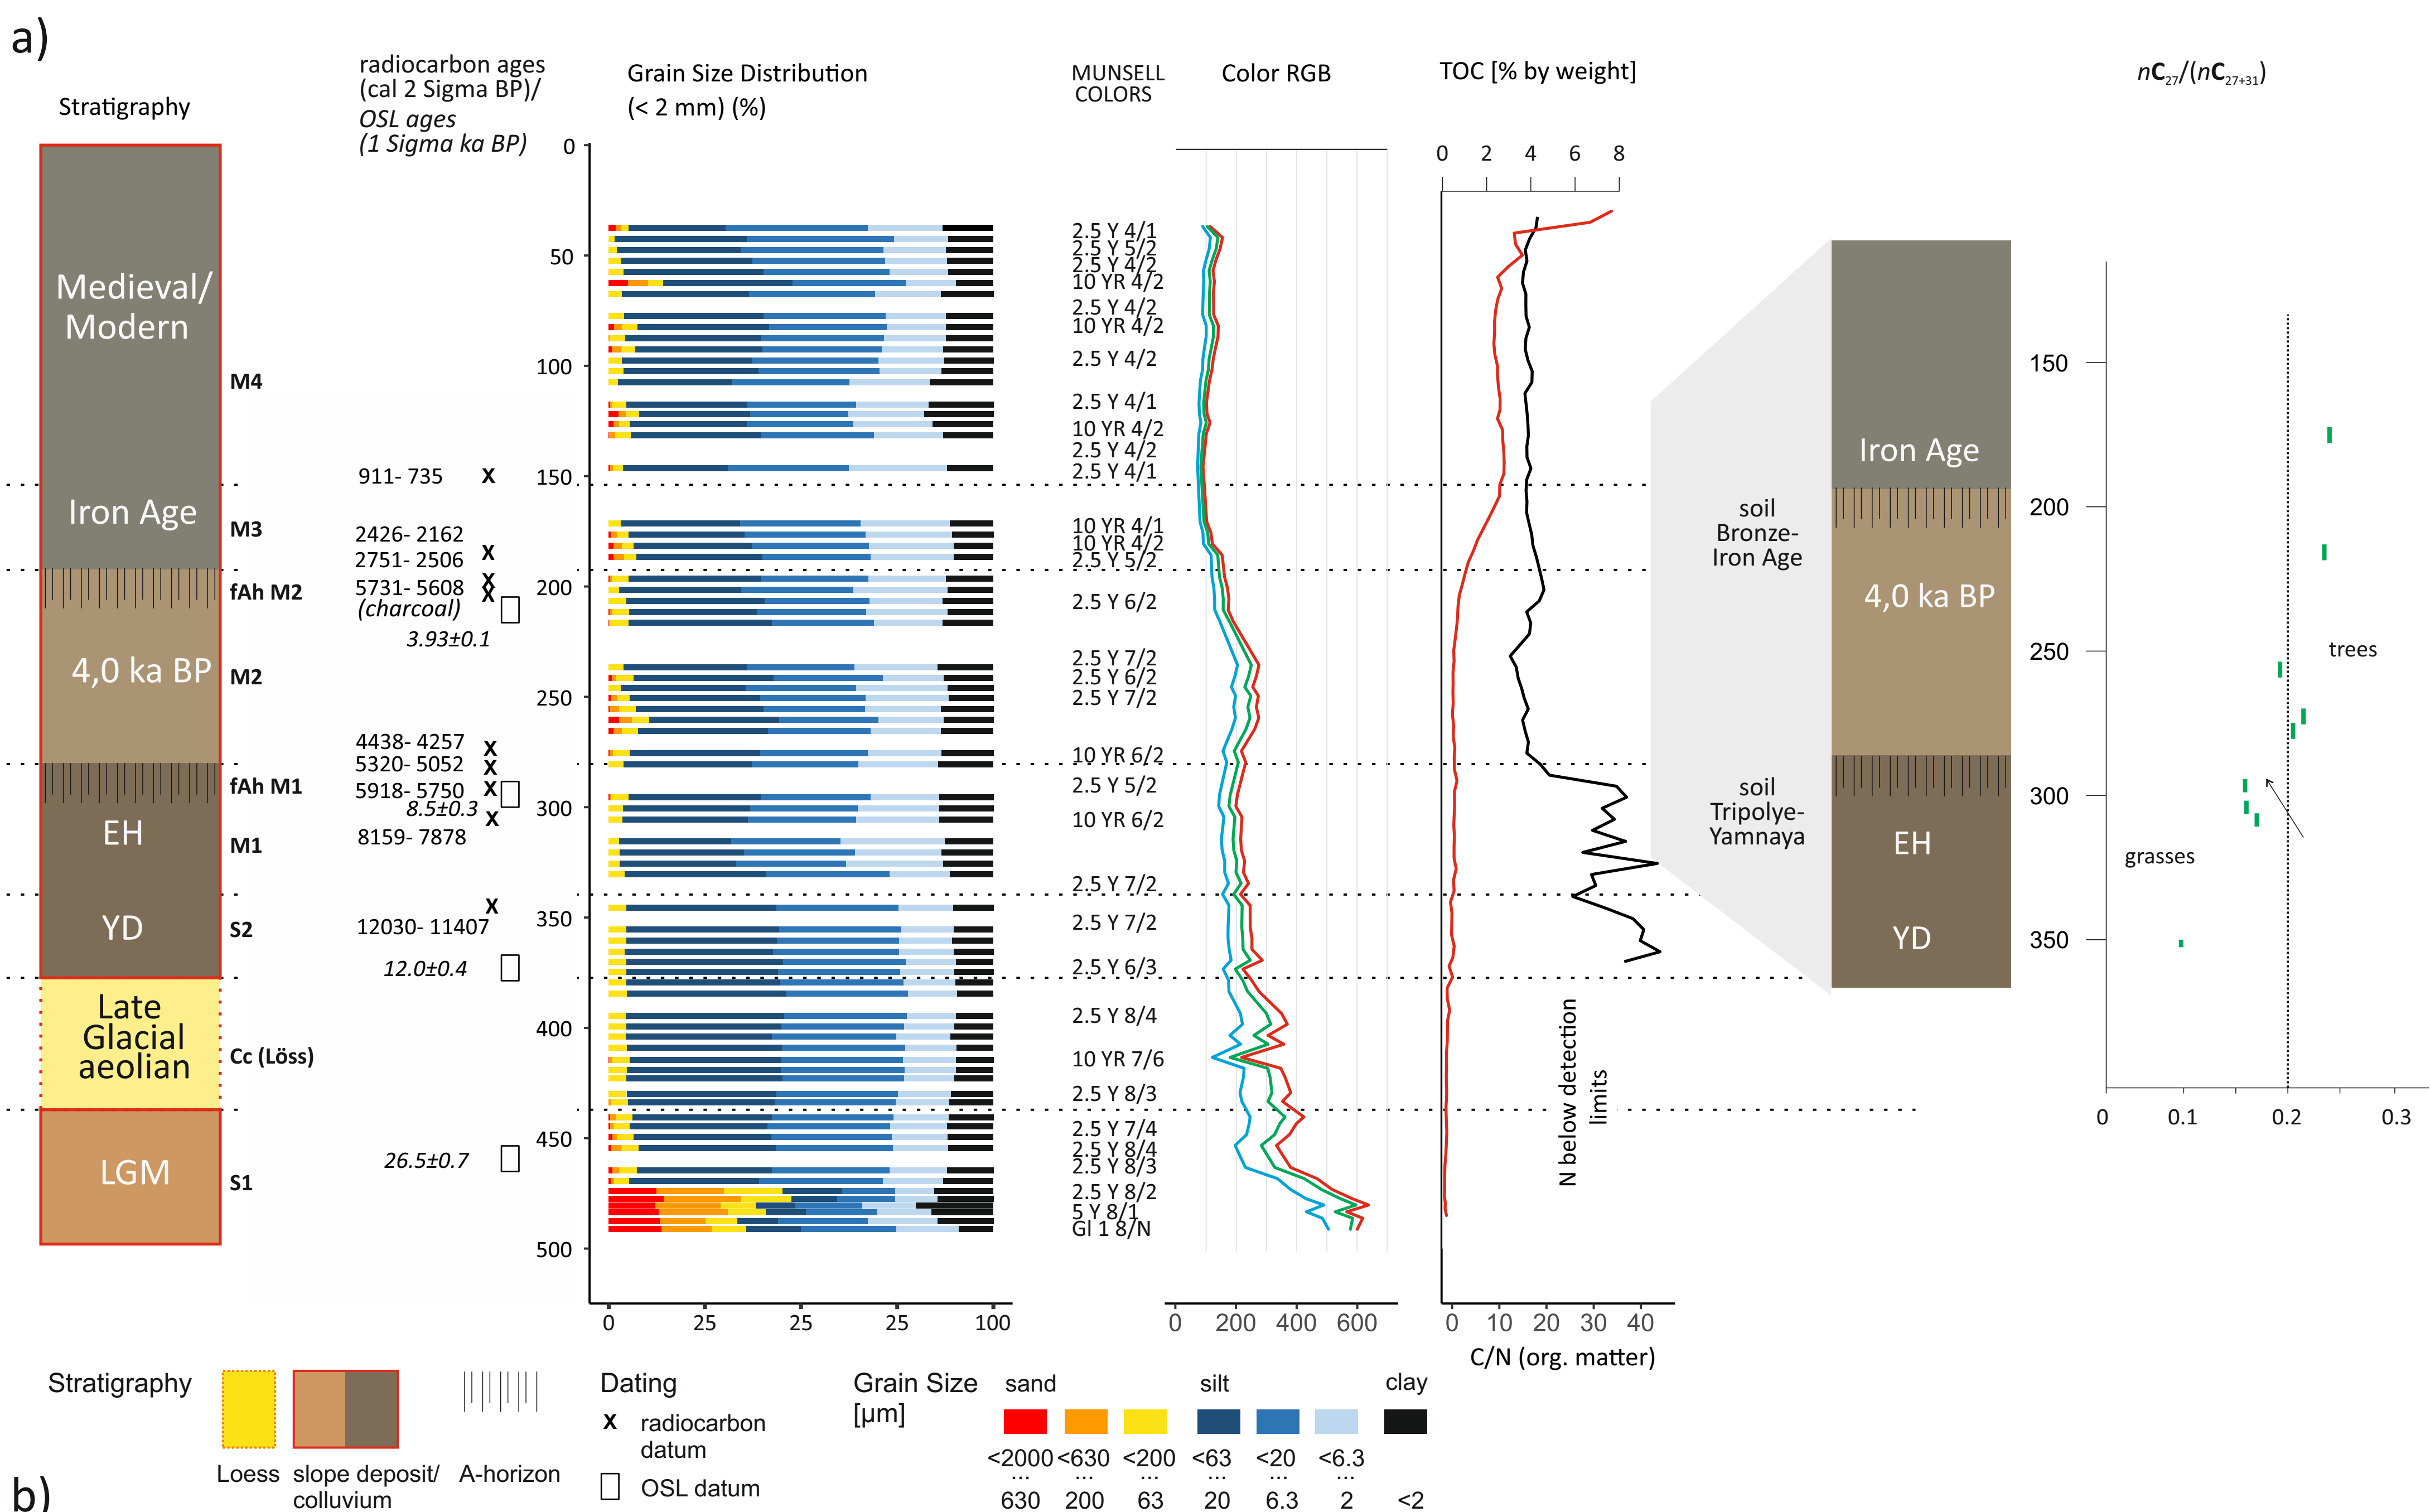 a)
Stratigraphy
radiocarbon ages
(cal 2 Sigma BP)/
OSL ages
(1 Sigma ka BP)
Grain Size Distribution
(< 2 mm) (%)
MUNSELL
COLORS
Color RGB
TOC [% by weight]
nC27/(nC27+31)
0 2 4 6 8
Medieval/
Modern
Iron Age
4,0 ka BP
EH
YD
Late
Glacial
aeolian
LGM
M4
M3
fAh M2
M2
fAh M1
M1
S2
Cc (Löss)
S1
911- 735 X
2426- 2162
2751- 2506 X
5731- 5608 X
(charcoal) X
3.93±0.1
4438- 4257 X
5320- 5052 X
5918- 5750 X
8.5±0.3 X
8159- 7878
X
12030- 11407
12.0±0.4
26.5±0.7
0
50
100
150
200
250
300
350
400
450
500
0 25 25 25 100
2.5 Y 4/1
2.5 Y 5/2
2.5 Y 4/2
10 YR 4/2
2.5 Y 4/2
10 YR 4/2
2.5 Y 4/2
2.5 Y 4/1
10 YR 4/2
2.5 Y 4/2
2.5 Y 4/1
10 YR 4/1
10 YR 4/2
2.5 Y 5/2
2.5 Y 6/2
2.5 Y 7/2
2.5 Y 6/2
2.5 Y 7/2
10 YR 6/2
2.5 Y 5/2
10 YR 6/2
2.5 Y 7/2
2.5 Y 7/2
2.5 Y 6/3
2.5 Y 8/4
10 YR 7/6
2.5 Y 8/3
2.5 Y 7/4
2.5 Y 8/4
2.5 Y 8/3
2.5 Y 8/2
5 Y 8/1
Gl 1 8/N
0 200 400 600
N below detection
limits
0 10 20 30 40
C/N (org. matter)
soil
Bronze-
Iron Age
soil
Tripolye-
Yamnaya
Iron Age
4,0 ka BP
EH
YD
150
200
250
300
350
trees
grasses
0 0.1 0.2 0.3
Stratigraphy
Loess
slope deposit/
colluvium
A-horizon
Dating
X radiocarbon
datum
OSL datum
Grain Size
[µm]
sand silt clay
<2000 <630 <200 <63 <20 <6.3
... ... ... ... ... ...
630 200 63 20 6.3 2 <2
b)